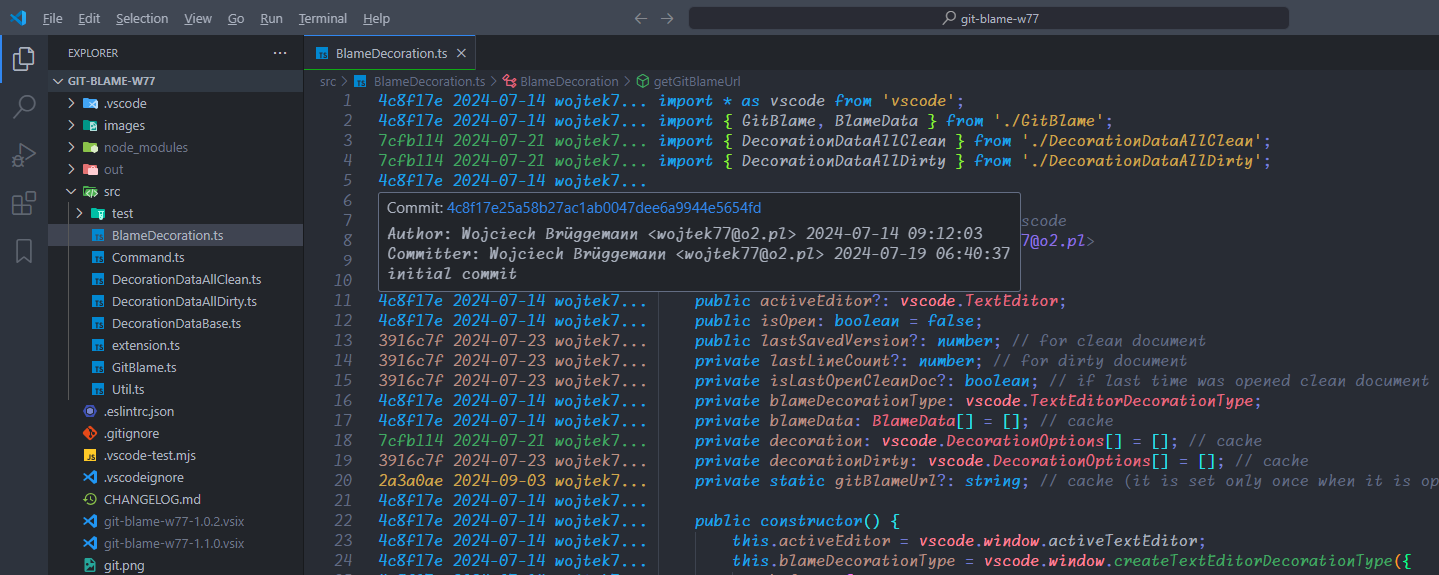 File Edit Selection View Go Run Terminal Help
git-blame-w77
EXPLORER
GIT-BLAME-W77
.vscode
images
node_modules
out
src
test
BlameDecoration.ts
Command.ts
DecorationDataAllClean.ts
DecorationDataAllDirty.ts
DecorationDataBase.ts
extension.ts
GitBlame.ts
Util.ts
.eslintrc.json
.gitignore
.vscode-test.mjs
.vscodeignore
CHANGELOG.md
git-blame-w77-1.0.2.vsix
git-blame-w77-1.1.0.vsix
git.png
BlameDecoration.ts
src > BlameDecoration.ts > BlameDecoration > getGitBlameUrl
1 4c8f17e 2024-07-14 wojtek7... import * as vscode from 'vscode';
2 4c8f17e 2024-07-14 wojtek7... import { GitBlame, BlameData } from './GitBlame';
3 7cfb114 2024-07-21 wojtek7... import { DecorationDataAllClean } from './DecorationDataAllClean';
4 7cfb114 2024-07-21 wojtek7... import { DecorationDataAllDirty } from './DecorationDataAllDirty';
5 4c8f17e 2024-07-14 wojtek7...
6
Commit: 4c8f17e25a58b27ac1ab0047dee6a9944e5654fd
7 scode
Author: Wojciech Brüggemann <wojtek77@o2.pl> 2024-07-14 09:12:03
8 7@o2.pl>
Committer: Wojciech Brüggemann <wojtek77@o2.pl> 2024-07-19 06:40:37
9
initial commit
10
11 4c8f17e 2024-07-14 wojtek7... public activeEditor?: vscode.TextEditor;
12 4c8f17e 2024-07-14 wojtek7... public isOpen: boolean = false;
13 3916c7f 2024-07-23 wojtek7... public lastSavedVersion?: number; // for clean document
14 3916c7f 2024-07-23 wojtek7... private lastLineCount?: number; // for dirty document
15 3916c7f 2024-07-23 wojtek7... private isLastOpenCleanDoc?: boolean; // if last time was opened clean document
16 4c8f17e 2024-07-14 wojtek7... private blameDecorationType: vscode.TextEditorDecorationType;
17 4c8f17e 2024-07-14 wojtek7... private blameData: BlameData[] = []; // cache
18 7cfb114 2024-07-21 wojtek7... private decoration: vscode.DecorationOptions[] = []; // cache
19 3916c7f 2024-07-23 wojtek7... private decorationDirty: vscode.DecorationOptions[] = []; // cache
20 2a3a0ae 2024-09-03 wojtek7... private static gitBlameUrl?: string; // cache (it is set only once when it is op
21 4c8f17e 2024-07-14 wojtek7...
22 4c8f17e 2024-07-14 wojtek7... public constructor() {
23 4c8f17e 2024-07-14 wojtek7... this.activeEditor = vscode.window.activeTextEditor;
24 4c8f17e 2024-07-14 wojtek7... this.blameDecorationType = vscode.window.createTextEditorDecorationType({